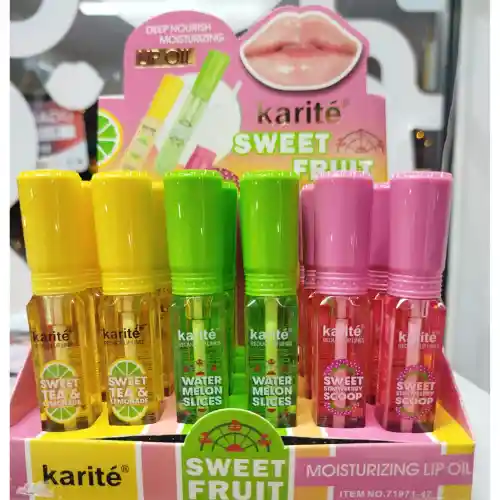 DEEP NOURISH
MOISTURIZING
LIP OIL
karité®
SWEET
FRUIT
karité®
SWEET
TEA &
LEMONADE
karité®
SWEET
TEA &
LEMONADE
karité®
WATER
MELON
SLICES
karité®
WATER
MELON
SLICES
karité®
SWEET
STRAWBERRY
SCOOP
karité®
SWEET
STRAWBERRY
SCOOP
karité®
SWEET
FRUIT
MOISTURIZING LIP OIL